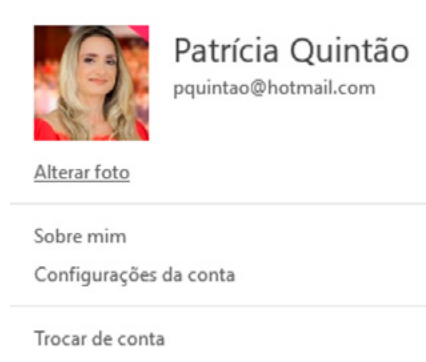 Patrícia Quintão
pquintao@hotmail.com
Alterar foto
Sobre mim
Configurações da conta
Trocar de conta